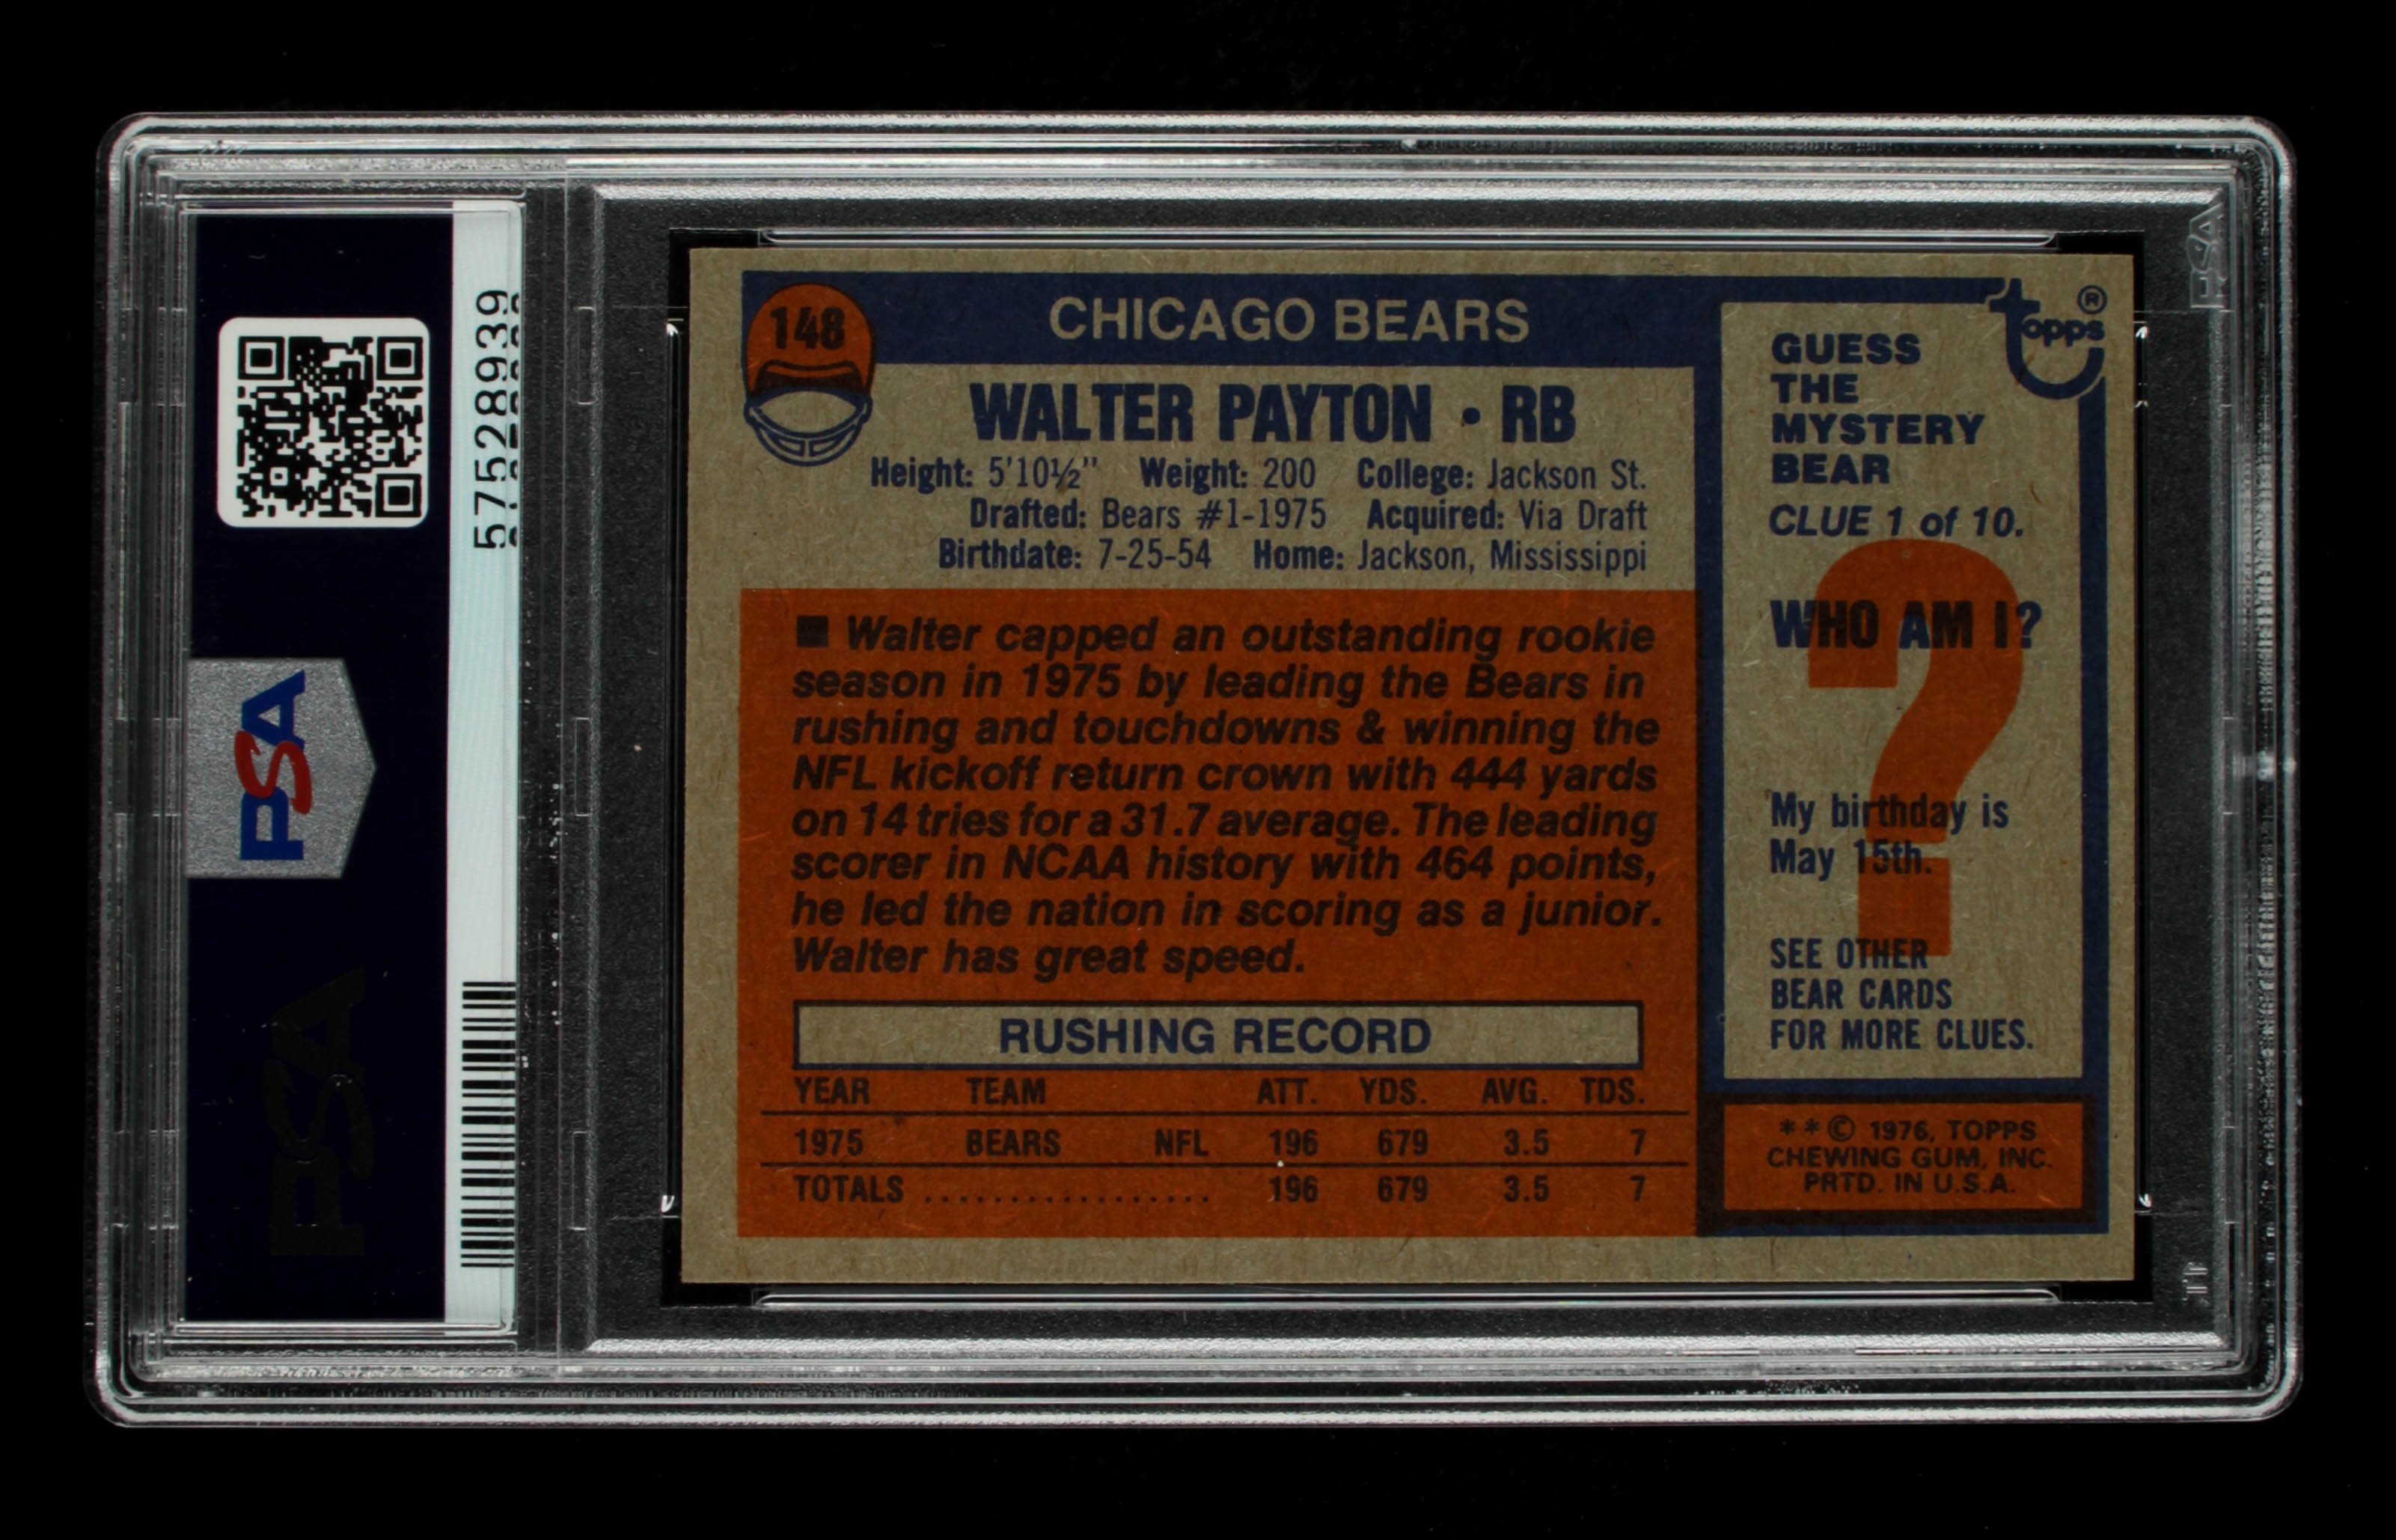 57528939
PSA
PSA
PSA
148
CHICAGO BEARS
WALTER PAYTON • RB
Height: 5'10½" Weight: 200 College: Jackson St.
Drafted: Bears #1-1975 Acquired: Via Draft
Birthdate: 7-25-54 Home: Jackson, Mississippi
■ Walter capped an outstanding rookie
season in 1975 by leading the Bears in
rushing and touchdowns & winning the
NFL kickoff return crown with 444 yards
on 14 tries for a 31.7 average. The leading
scorer in NCAA history with 464 points,
he led the nation in scoring as a junior.
Walter has great speed.
RUSHING RECORD
YEAR TEAM ATT. YDS. AVG. TDS.
1975 BEARS NFL 196 679 3.5 7
TOTALS ................. 196 679 3.5 7
topps ®
GUESS
THE
MYSTERY
BEAR
CLUE 1 of 10.
WHO AM I?
?
My birthday is
May 15th.
SEE OTHER
BEAR CARDS
FOR MORE CLUES.
**© 1976, TOPPS
CHEWING GUM, INC.
PRTD. IN U.S.A.